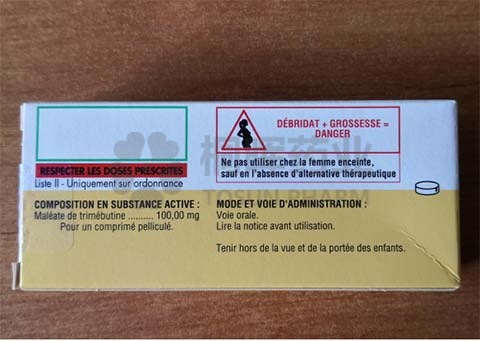 DÉBRIDAT + GROSSESSE =
DANGER
Ne pas utiliser chez la femme enceinte,
sauf en l'absence d'alternative thérapeutique
RESPECTER LES DOSES PRESCRITES
Liste II - Uniquement sur ordonnance
COMPOSITION EN SUBSTANCE ACTIVE :
Maléate de trimébutine .......... 100,00 mg
Pour un comprimé pelliculé.
MODE ET VOIE D'ADMINISTRATION :
Voie orale.
Lire la notice avant utilisation.
Tenir hors de la vue et de la portée des enfants.
TOSUN PHARM